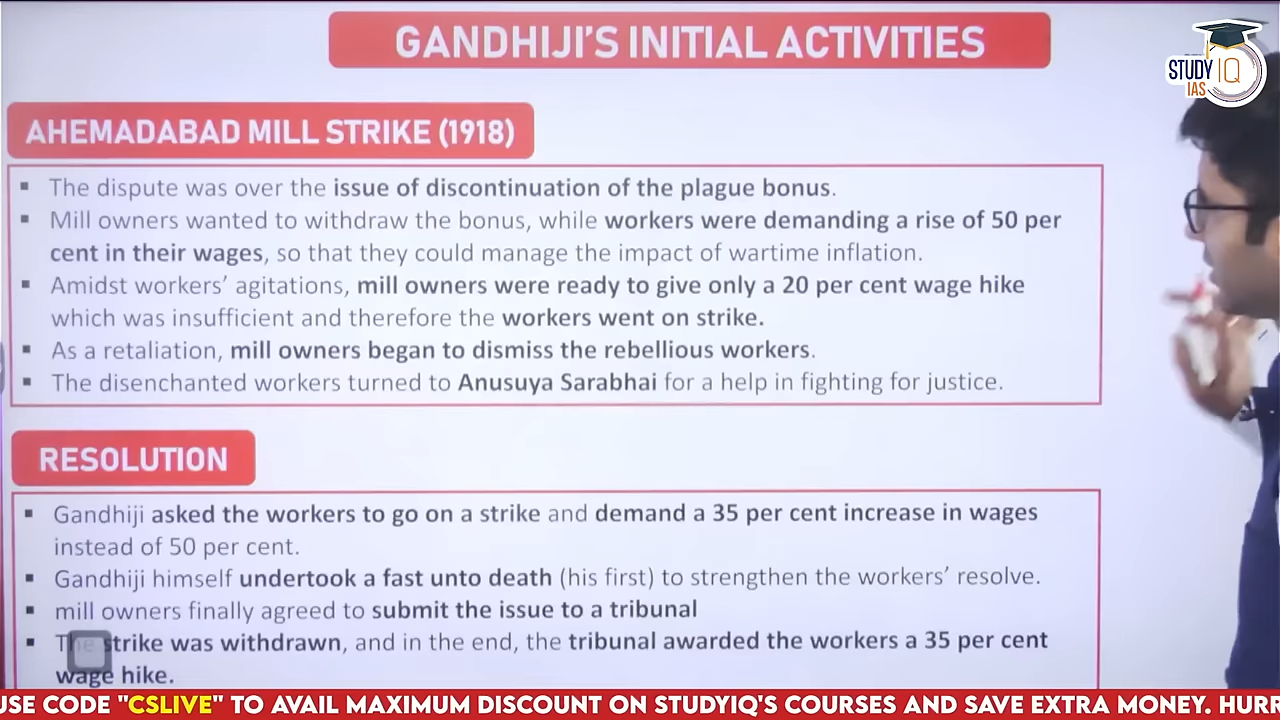 GANDHIJI'S INITIAL ACTIVITIES
STUDY IQ
IAS
AHEMADABAD MILL STRIKE (1918)
▪ The dispute was over the issue of discontinuation of the plague bonus.
▪ Mill owners wanted to withdraw the bonus, while workers were demanding a rise of 50 per
cent in their wages, so that they could manage the impact of wartime inflation.
▪ Amidst workers' agitations, mill owners were ready to give only a 20 per cent wage hike
which was insufficient and therefore the workers went on strike.
▪ As a retaliation, mill owners began to dismiss the rebellious workers.
▪ The disenchanted workers turned to Anusuya Sarabhai for a help in fighting for justice.
RESOLUTION
▪ Gandhiji asked the workers to go on a strike and demand a 35 per cent increase in wages
instead of 50 per cent.
▪ Gandhiji himself undertook a fast unto death (his first) to strengthen the workers' resolve.
▪ mill owners finally agreed to submit the issue to a tribunal
▪ The strike was withdrawn, and in the end, the tribunal awarded the workers a 35 per cent
wage hike.
USE CODE "CSLIVE" TO AVAIL MAXIMUM DISCOUNT ON STUDYIQ'S COURSES AND SAVE EXTRA MONEY. HURR